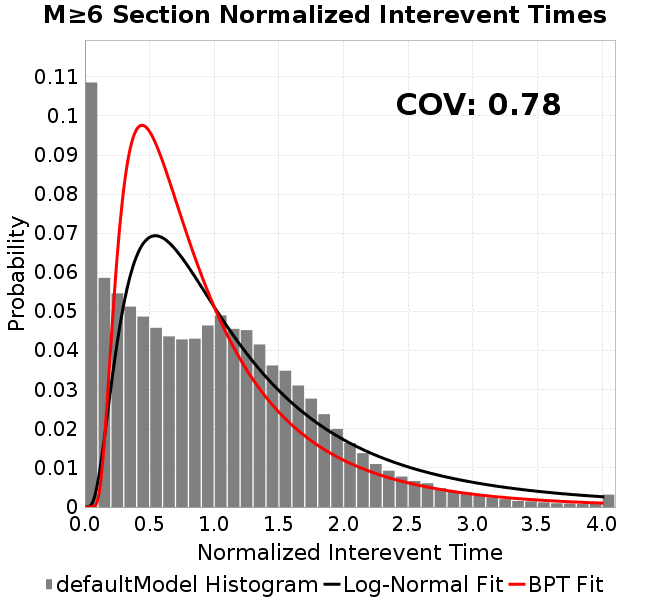 M≥6 Section Normalized Interevent Times
COV: 0.78
Probability
0.11
0.1
0.09
0.08
0.07
0.06
0.05
0.04
0.03
0.02
0.01
0
0.0 0.5 1.0 1.5 2.0 2.5 3.0 3.5 4.0
Normalized Interevent Time
defaultModel Histogram Log-Normal Fit BPT Fit